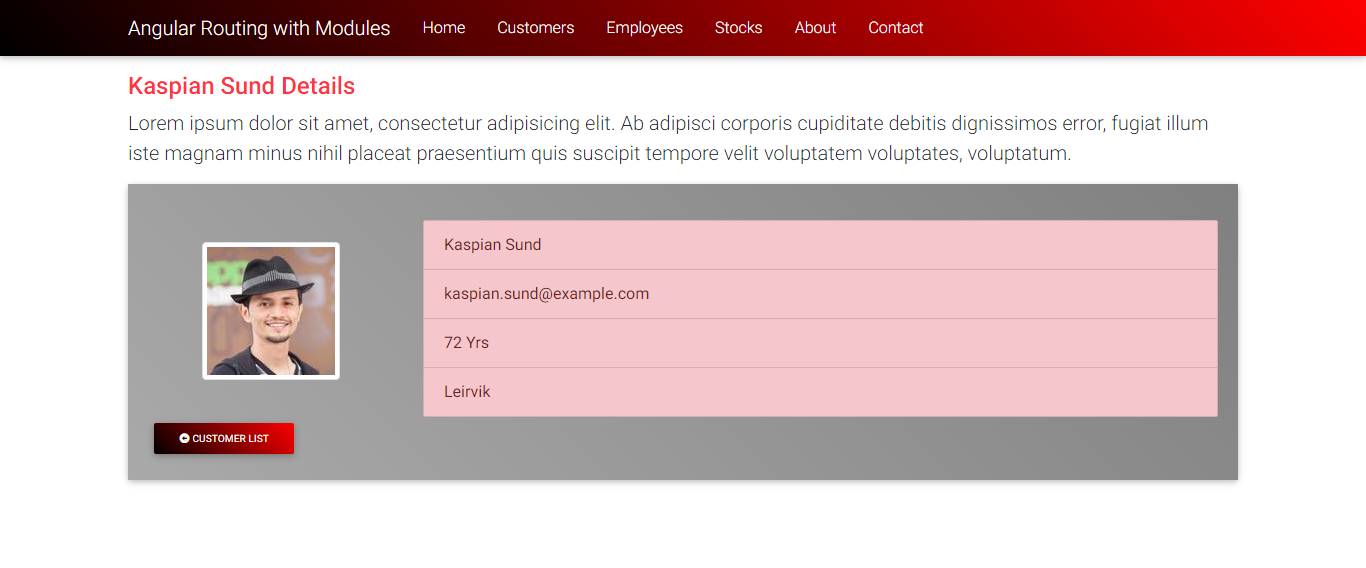 Angular Routing with Modules Home Customers Employees Stocks About Contact
Kaspian Sund Details
Lorem ipsum dolor sit amet, consectetur adipisicing elit. Ab adipisci corporis cupiditate debitis dignissimos error, fugiat illum
iste magnam minus nihil placeat praesentium quis suscipit tempore velit voluptatem voluptates, voluptatum.
Kaspian Sund
kaspian.sund@example.com
72 Yrs
Leirvik
CUSTOMER LIST